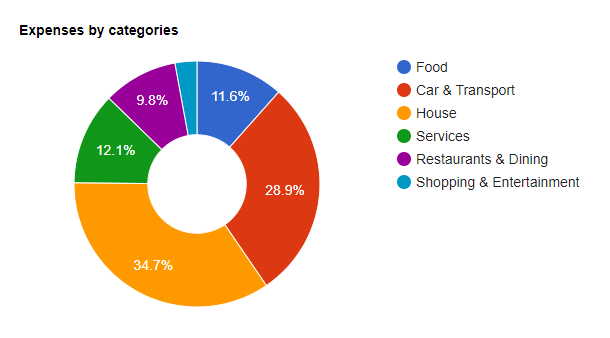 Expenses by categories
Food
Car & Transport
House
Services
Restaurants & Dining
Shopping & Entertainment
11.6%
28.9%
34.7%
12.1%
9.8%